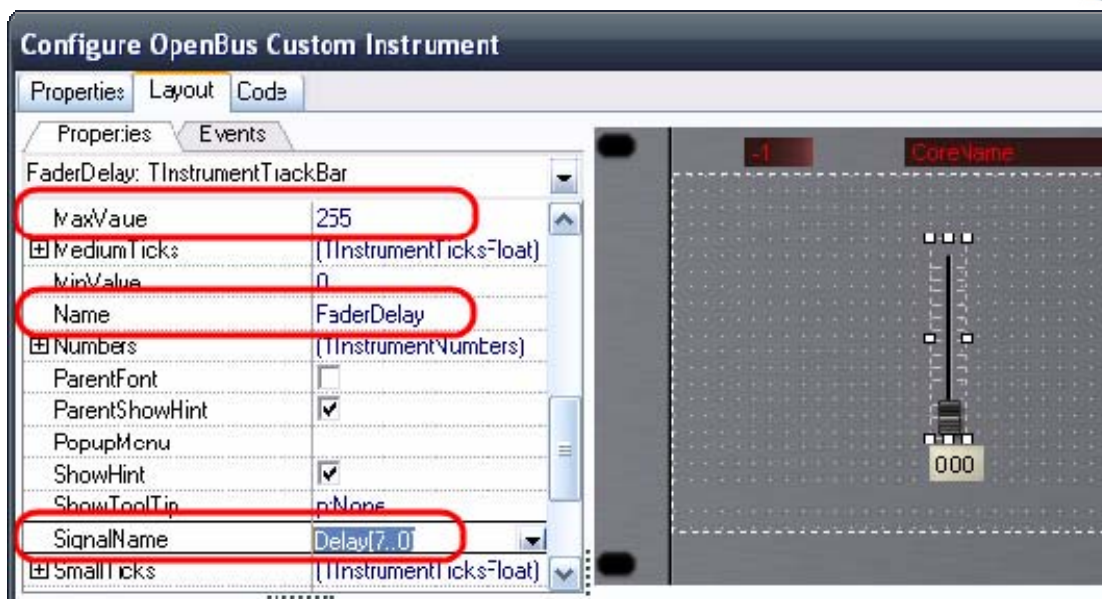 Configure OpenBus Custom Instrument
Properties Layout Code
Properties Events
FaderDelay: TInstrumentTrackBar
MaxValue 255
MediumTicks (TInstrumentTicksFloat)
MinValue 0
Name FaderDelay
Numbers (TInstrumentNumbers)
ParentFont
ParentShowHint
PopupMenu
ShowHint
ShowToolTip p:None
SignalName Delay[7..0]
SmallTicks (TInstrumentTicksFloat)
-1 CoreName
000